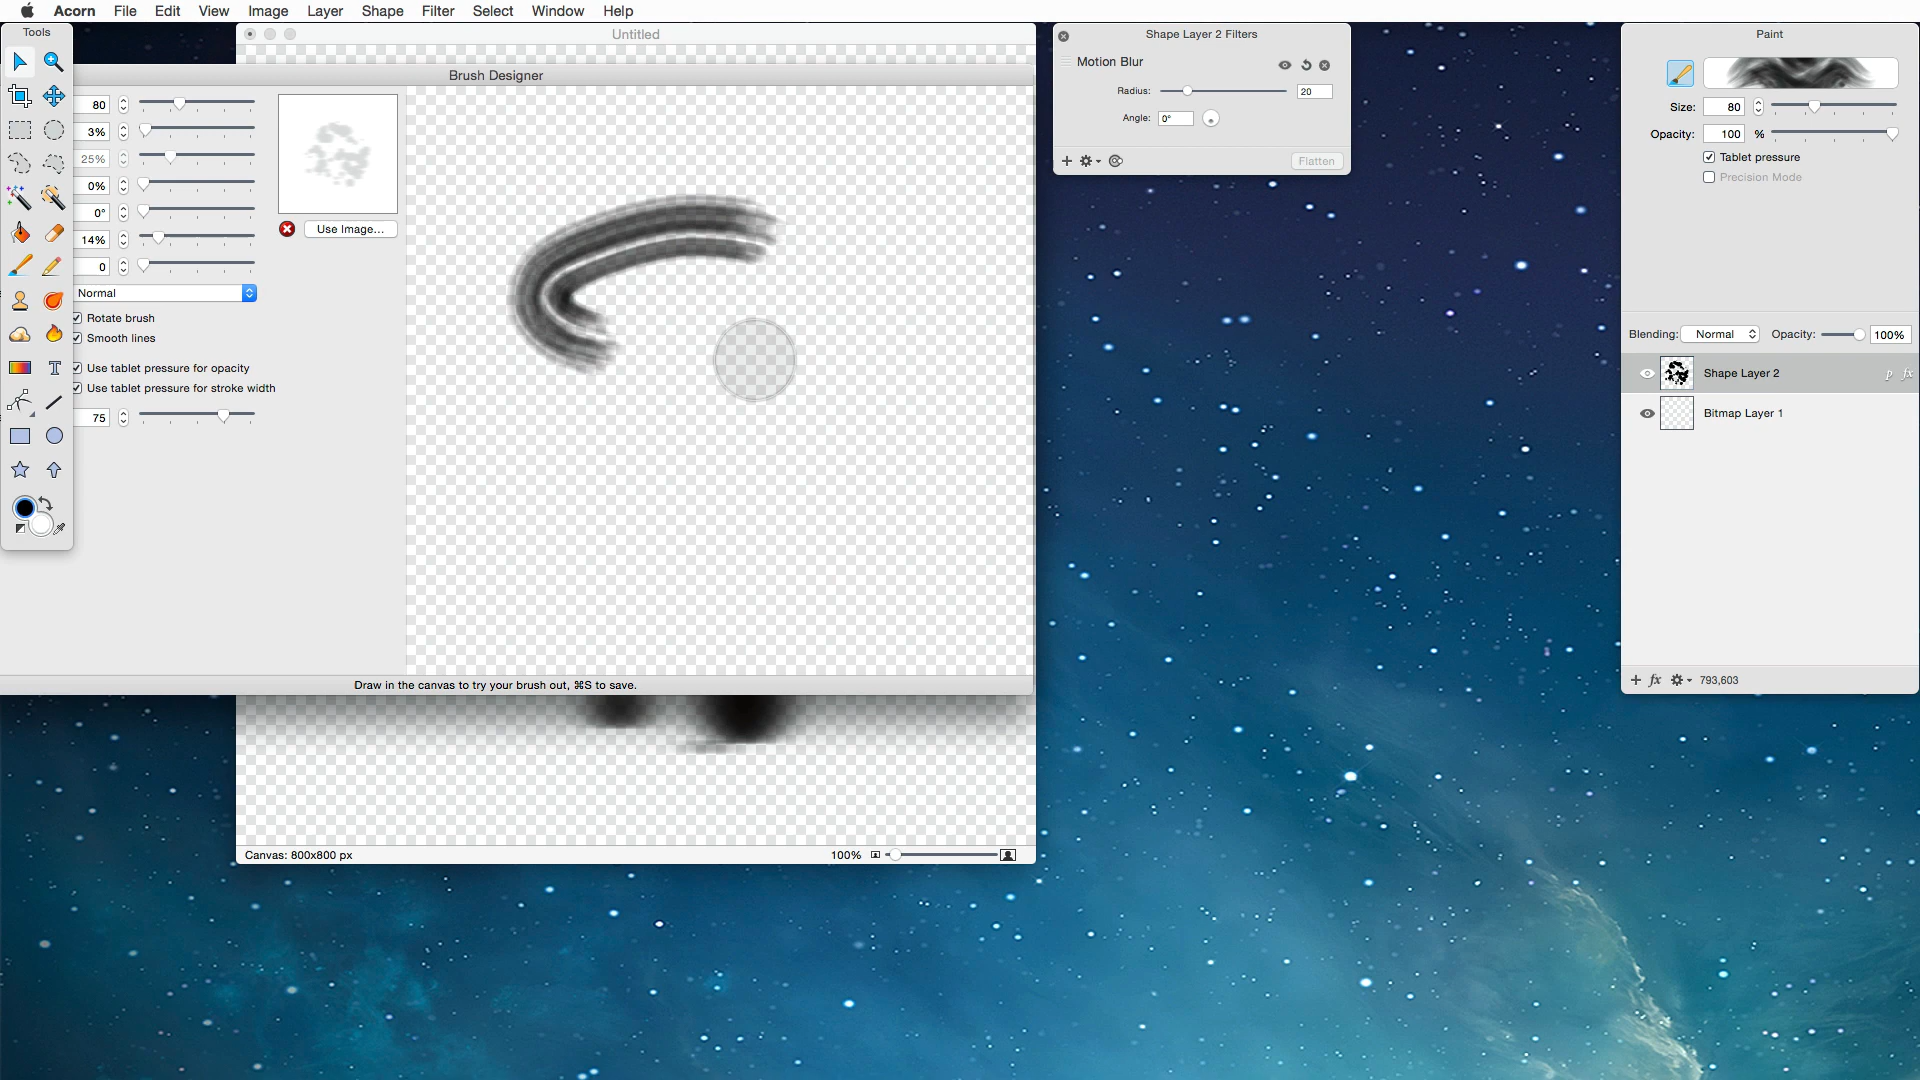 Acorn File Edit View Image Layer Shape Filter Select Window Help
Tools
Untitled
Shape Layer 2 Filters
Paint
Brush Designer
Motion Blur
Radius: 20
Angle: 0°
Flatten
80
3%
25%
0%
0°
14%
0
Use Image...
Normal
Rotate brush
Smooth lines
Use tablet pressure for opacity
Use tablet pressure for stroke width
75
T
Draw in the canvas to try your brush out, ⌘S to save.
Canvas: 800x800 px
100%
Size: 80
Opacity: 100 %
Tablet pressure
Precision Mode
Blending: Normal Opacity: 100%
Shape Layer 2 p fx
Bitmap Layer 1
fx 793,603